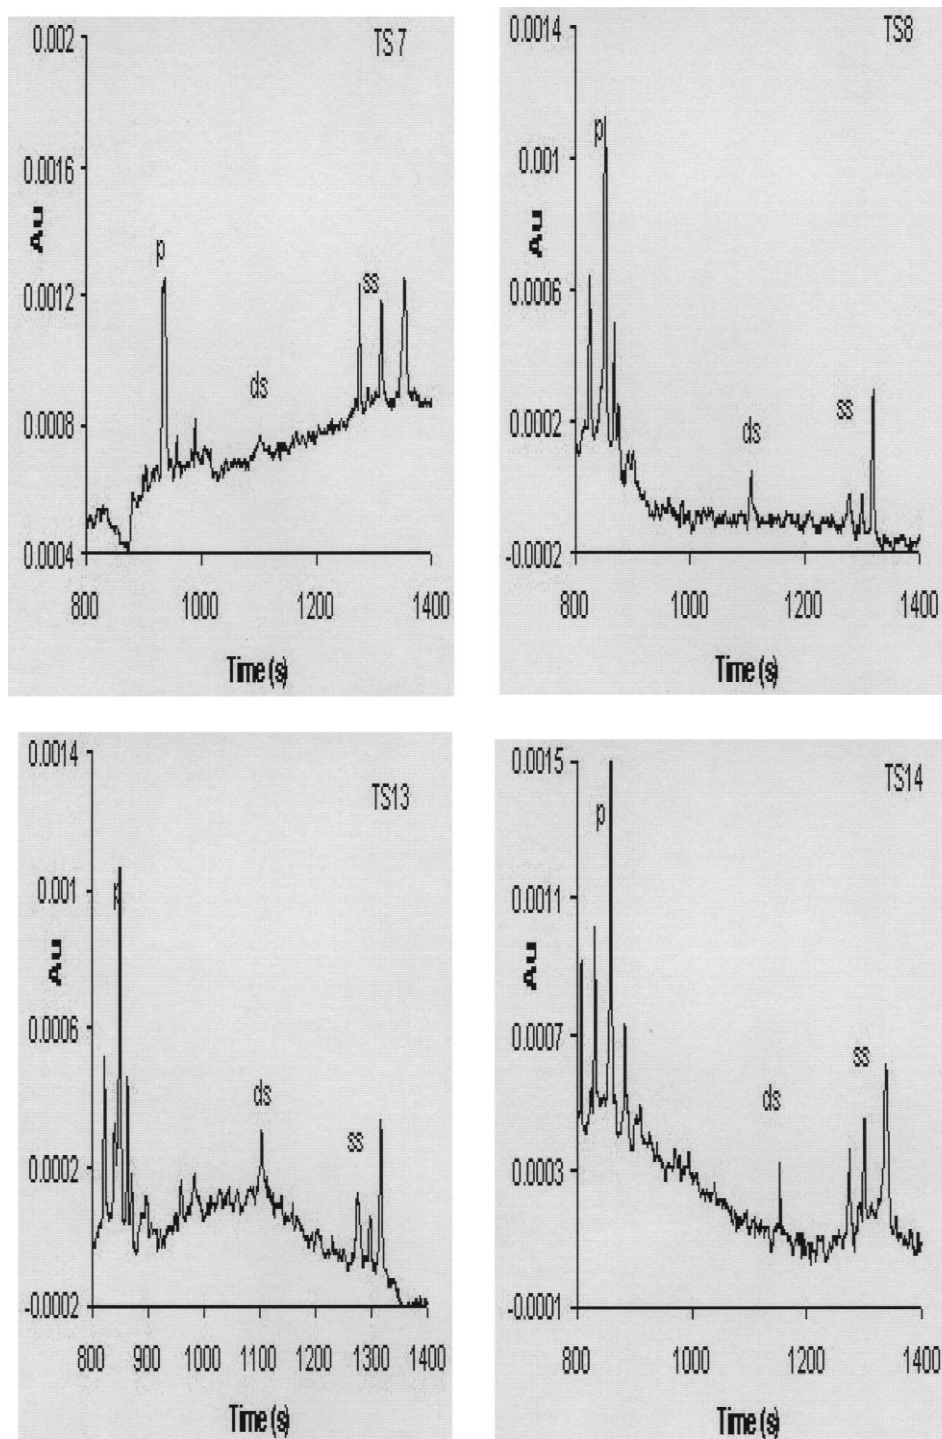 TS 7
0.002
0.0016
0.0012
0.0008
0.0004
Au
p
ds
ss
800 1000 1200 1400
Time (s)
TS8
0.0014
0.001
0.0006
0.0002
-0.0002
Au
p
ds
ss
800 1000 1200 1400
Time (s)
TS13
0.0014
0.001
0.0006
0.0002
-0.0002
Au
p
ds
ss
800 900 1000 1100 1200 1300 1400
Time (s)
TS14
0.0015
0.0011
0.0007
0.0003
-0.0001
Au
p
ds
ss
800 1000 1200 1400
Time (s)